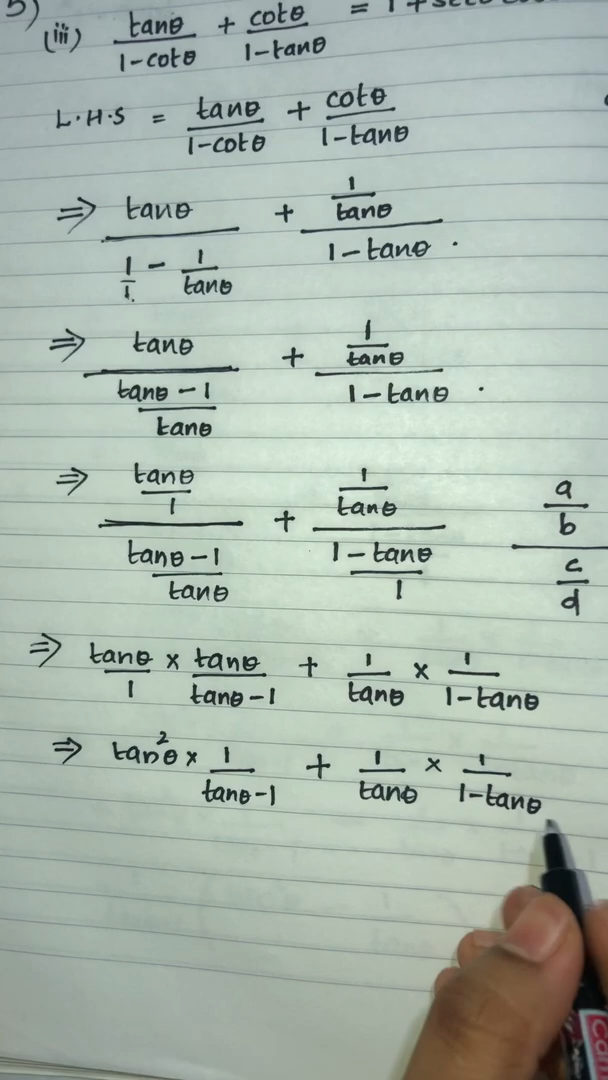 5)
(iii) tanθ/1-cotθ + cotθ/1-tanθ = 1 +
L.H.S = tanθ/1-cotθ + cotθ/1-tanθ
⇒ tanθ/(1/1 - 1/tanθ) + (1/tanθ)/(1-tanθ) .
⇒ tanθ/((tanθ-1)/tanθ) + (1/tanθ)/(1-tanθ) .
⇒ (tanθ/1)/((tanθ-1)/tanθ) + (1/tanθ)/((1-tanθ)/1) (a/b)/(c/d)
⇒ tanθ/1 × tanθ/(tanθ-1) + 1/tanθ × 1/(1-tanθ)
⇒ tan²θ × 1/(tanθ-1) + 1/tanθ × 1/(1-tanθ)